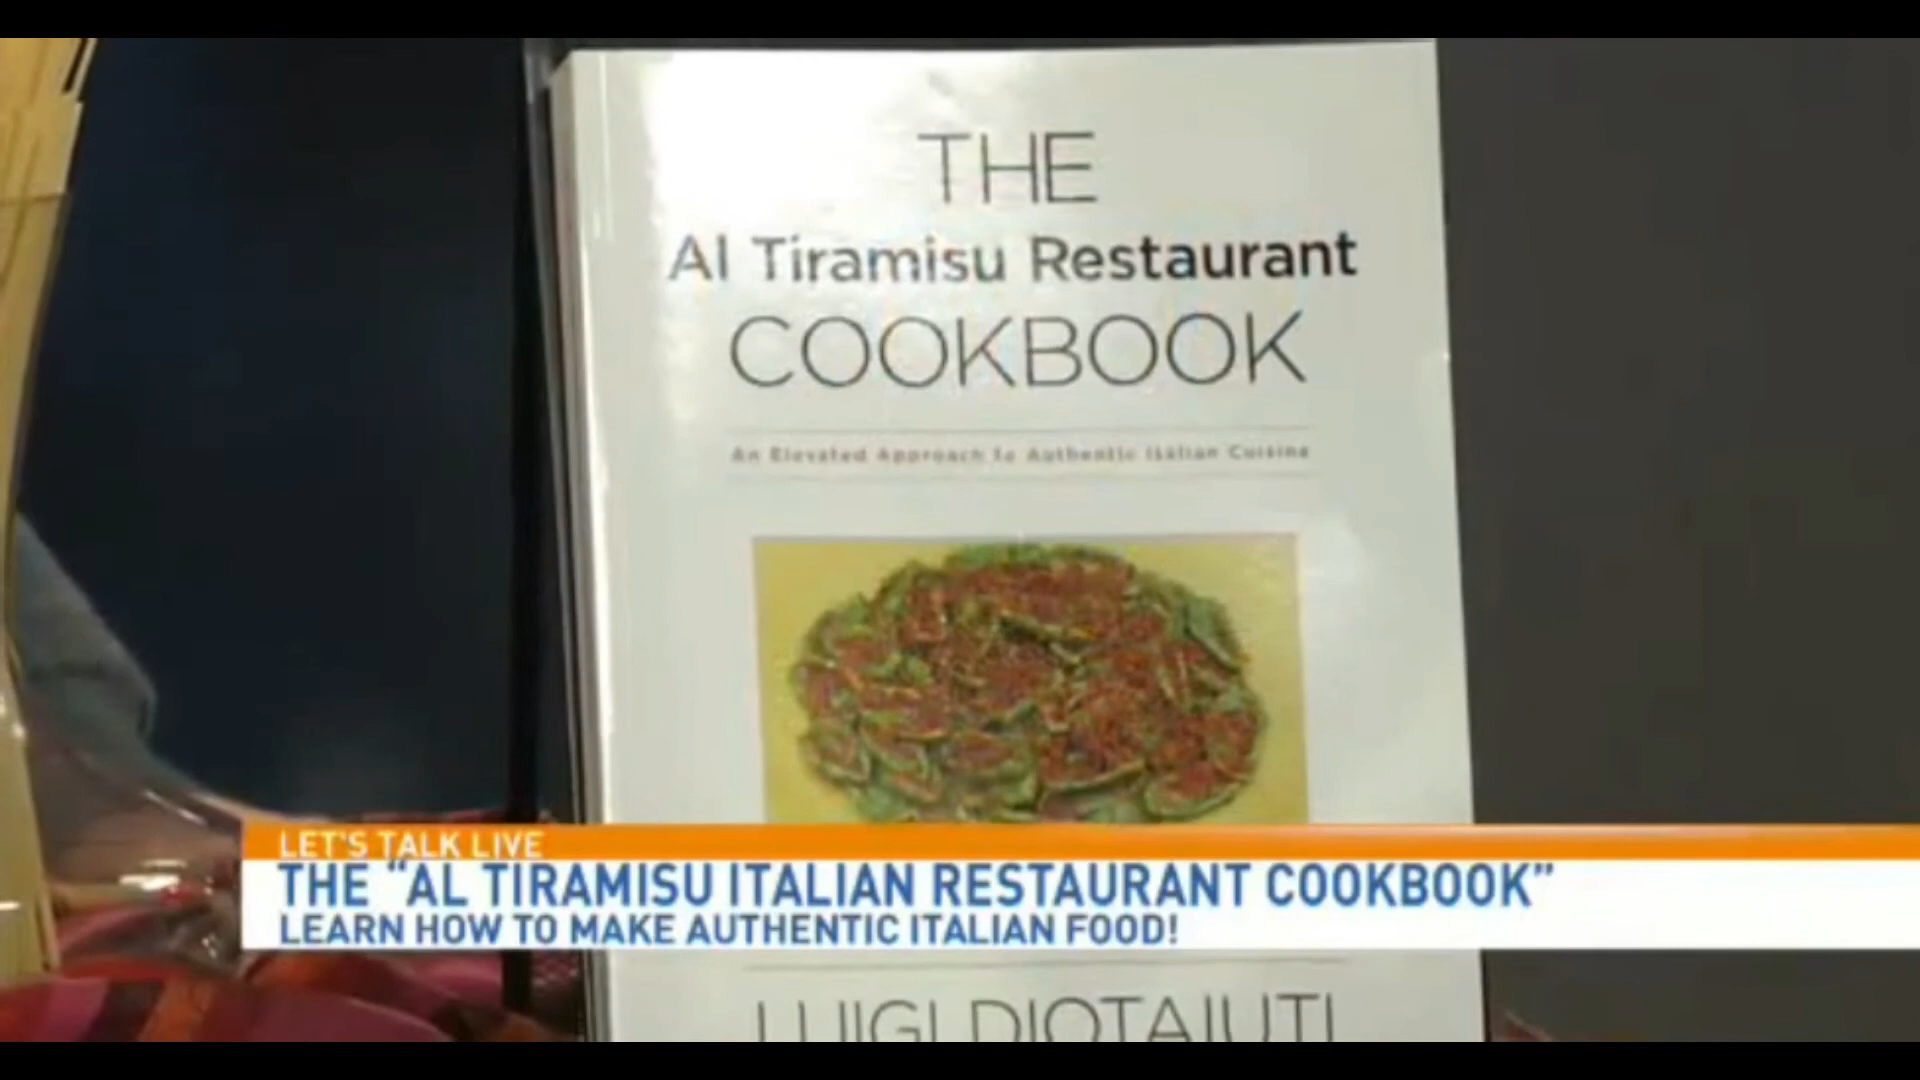 THE
Al Tiramisu Restaurant
COOKBOOK
An Elevated Approach to Authentic Italian Cuisine
LET'S TALK LIVE
THE "AL TIRAMISU ITALIAN RESTAURANT COOKBOOK"
LEARN HOW TO MAKE AUTHENTIC ITALIAN FOOD!
LUIGI DIOTAIUTI